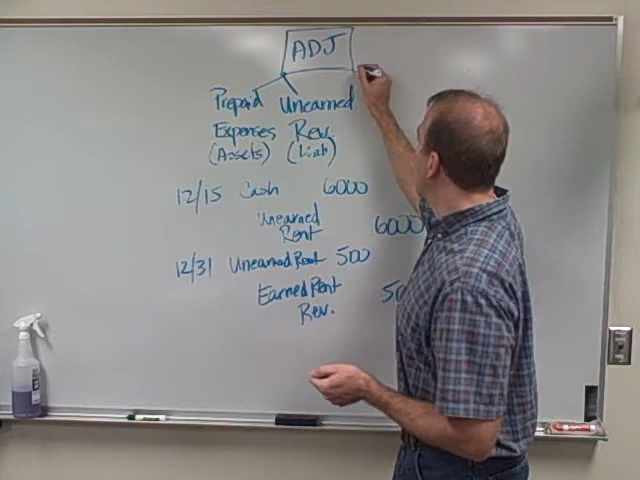 ADJ
Prepaid Unearned
Expenses Rev.
(Assets) (Liab)
12/15 Cash 6000
Unearned
Rent 6000
12/31 Unearned Rent 500
Earned Rent
Rev.